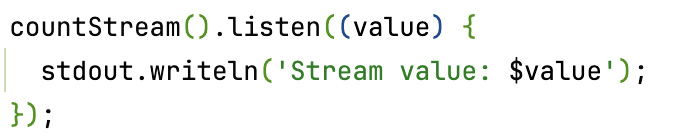 countStream().listen((value) {
  stdout.writeln('Stream value: $value');
});